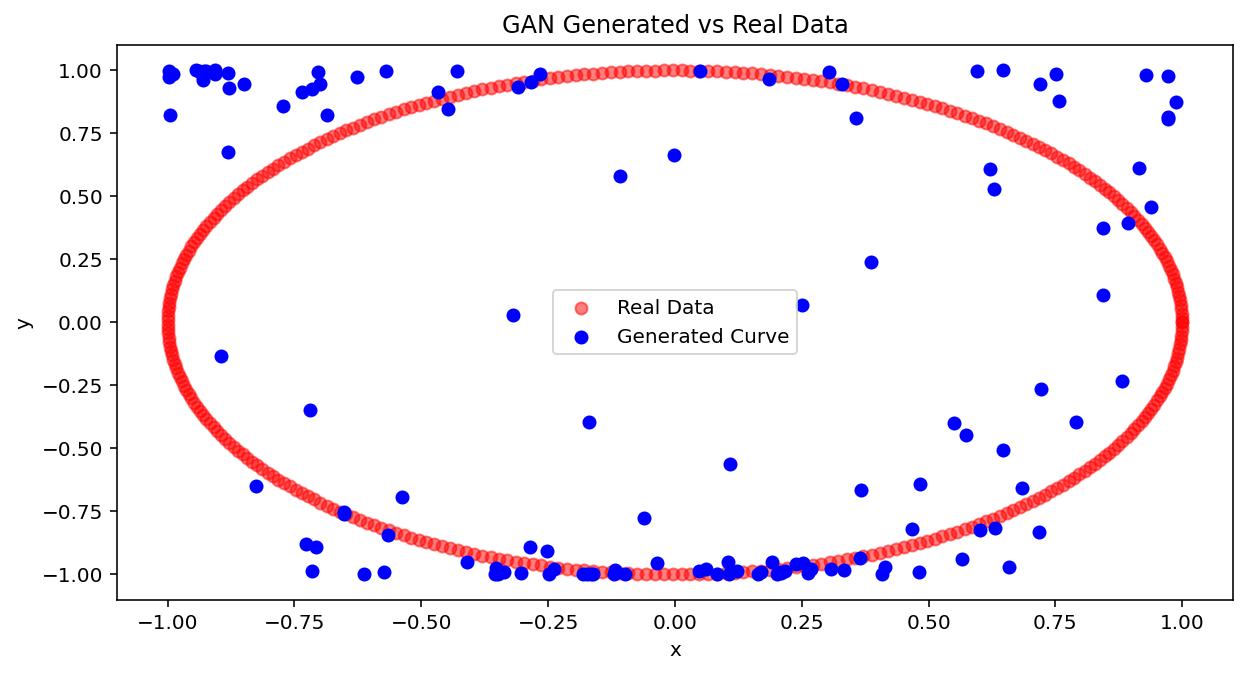 GAN Generated vs Real Data
1.00
0.75
0.50
0.25
0.00
−0.25
−0.50
−0.75
−1.00
y
Real Data
Generated Curve
−1.00 −0.75 −0.50 −0.25 0.00 0.25 0.50 0.75 1.00
x